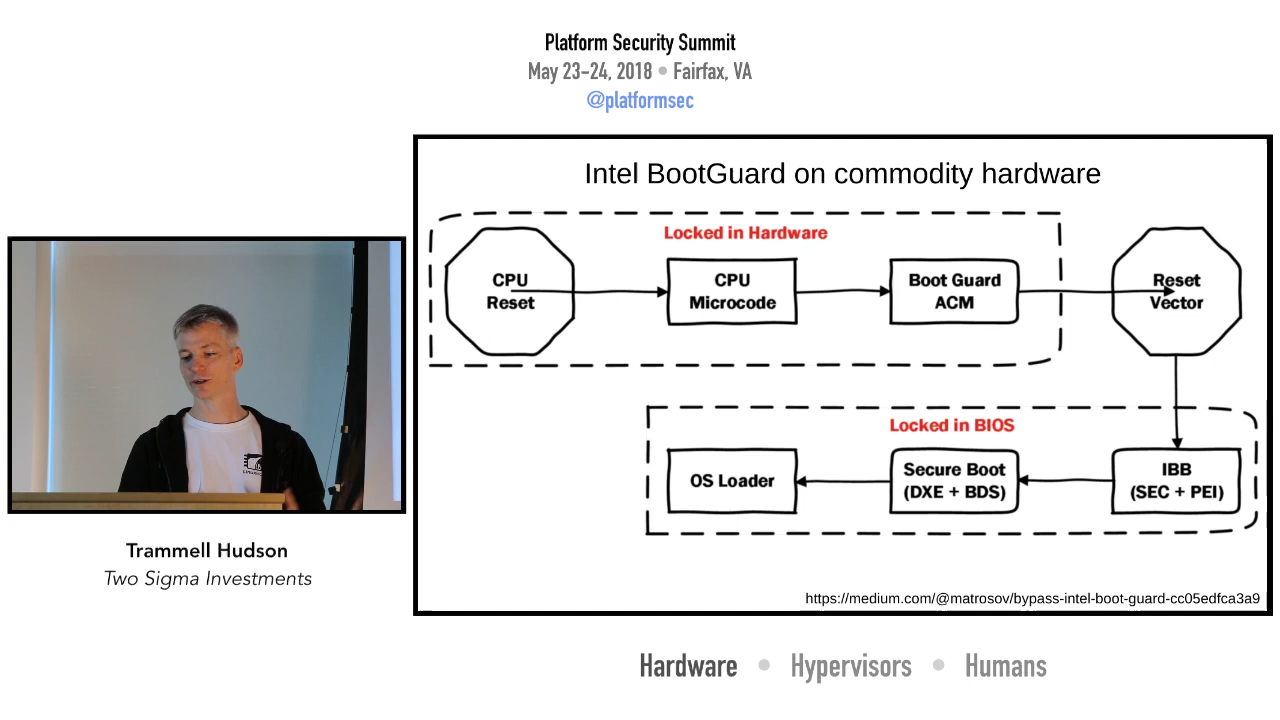 Platform Security Summit
May 23-24, 2018 • Fairfax, VA
@platformsec
Intel BootGuard on commodity hardware
Locked in Hardware
CPU
Reset
CPU
Microcode
Boot Guard
ACM
Reset
Vector
Locked in BIOS
OS Loader
Secure Boot
(DXE + BDS)
IBB
(SEC + PEI)
https://medium.com/@matrosov/bypass-intel-boot-guard-cc05edfca3a9
Trammell Hudson
Two Sigma Investments
Hardware • Hypervisors • Humans